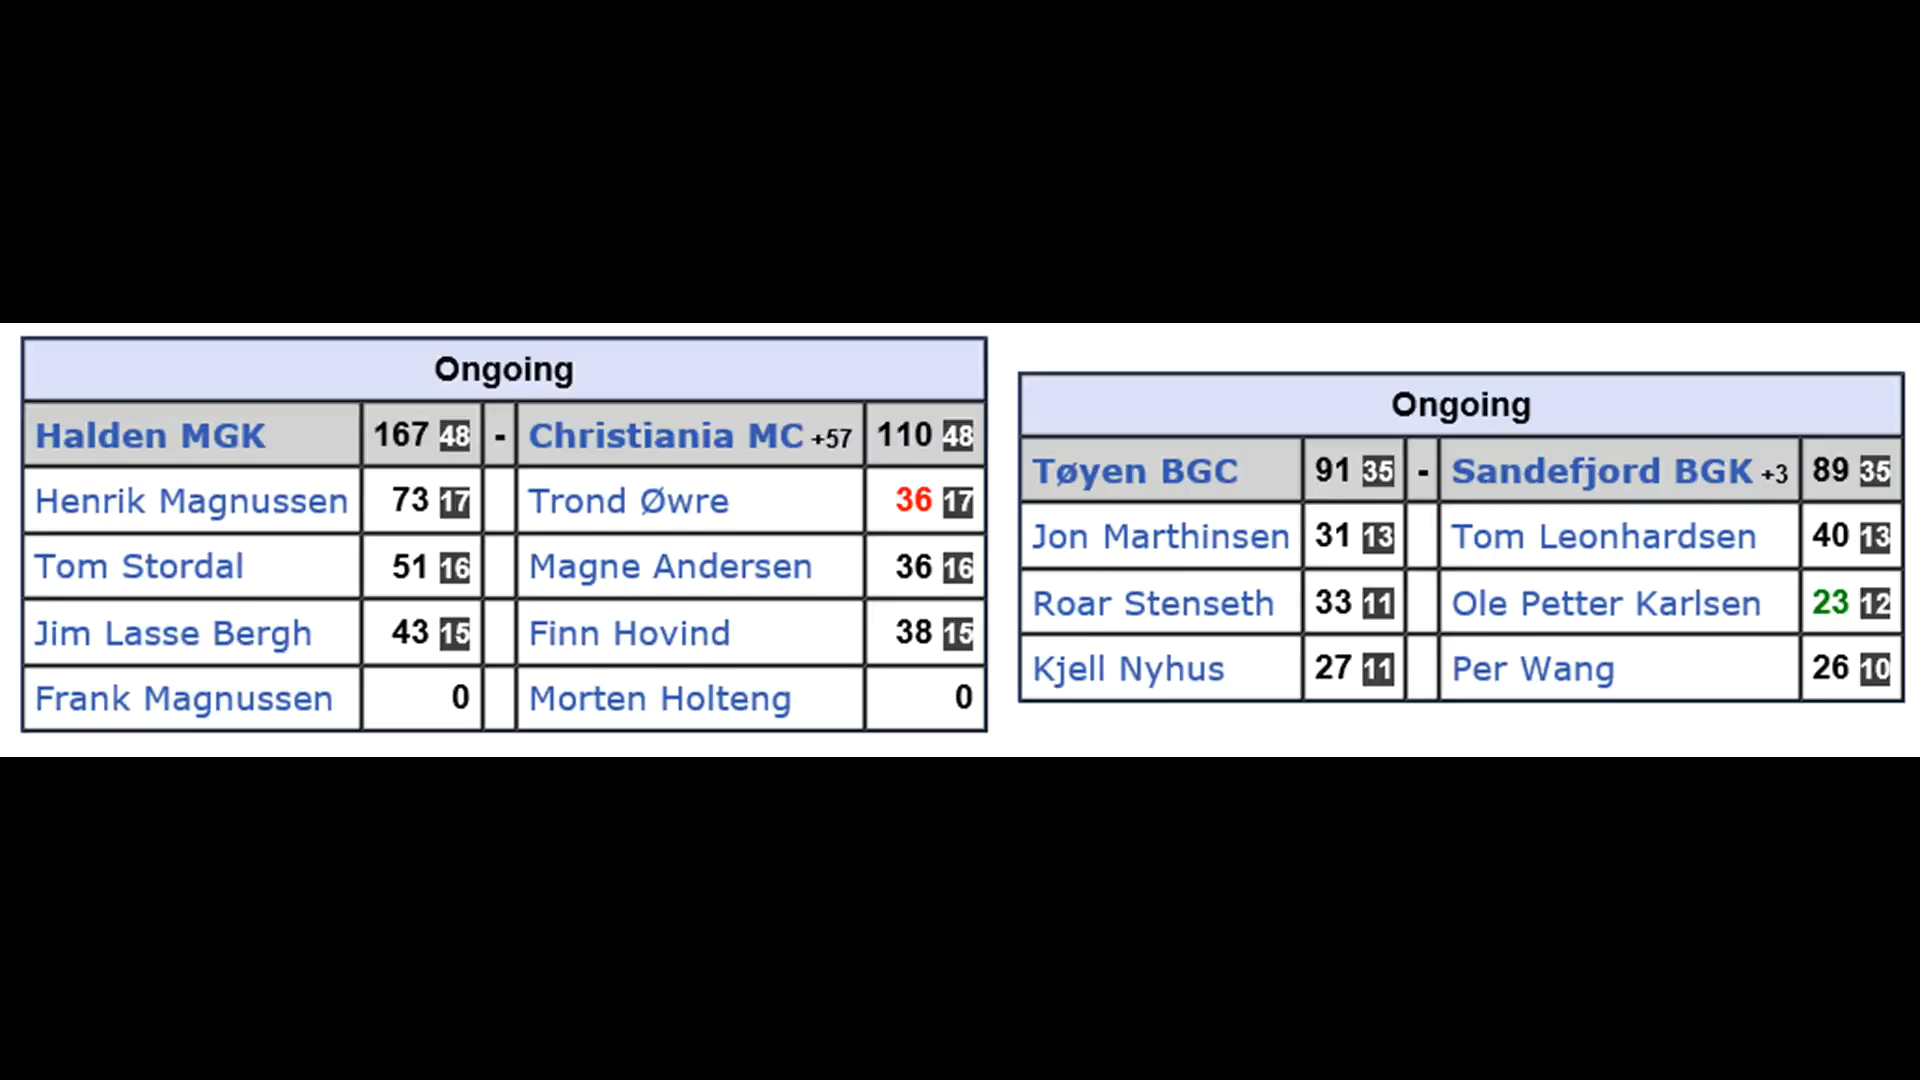 Ongoing
Halden MGK 167 48 - Christiania MC +57 110 48
Henrik Magnussen 73 17 Trond Øwre 36 17
Tom Stordal 51 16 Magne Andersen 36 16
Jim Lasse Bergh 43 15 Finn Hovind 38 15
Frank Magnussen 0 Morten Holteng 0
Ongoing
Tøyen BGC 91 35 - Sandefjord BGK +3 89 35
Jon Marthinsen 31 13 Tom Leonhardsen 40 13
Roar Stenseth 33 11 Ole Petter Karlsen 23 12
Kjell Nyhus 27 11 Per Wang 26 10